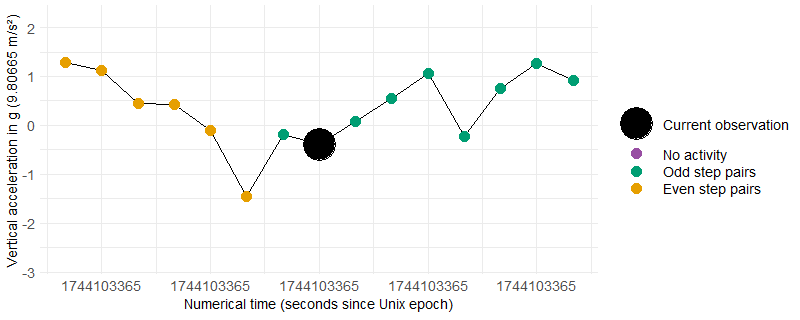 Vertical acceleration in g (9.80665 m/s²)
2
1
0
-1
-2
-3
1744103365 1744103365 1744103365 1744103365 1744103365
Numerical time (seconds since Unix epoch)
Current observation
No activity
Odd step pairs
Even step pairs